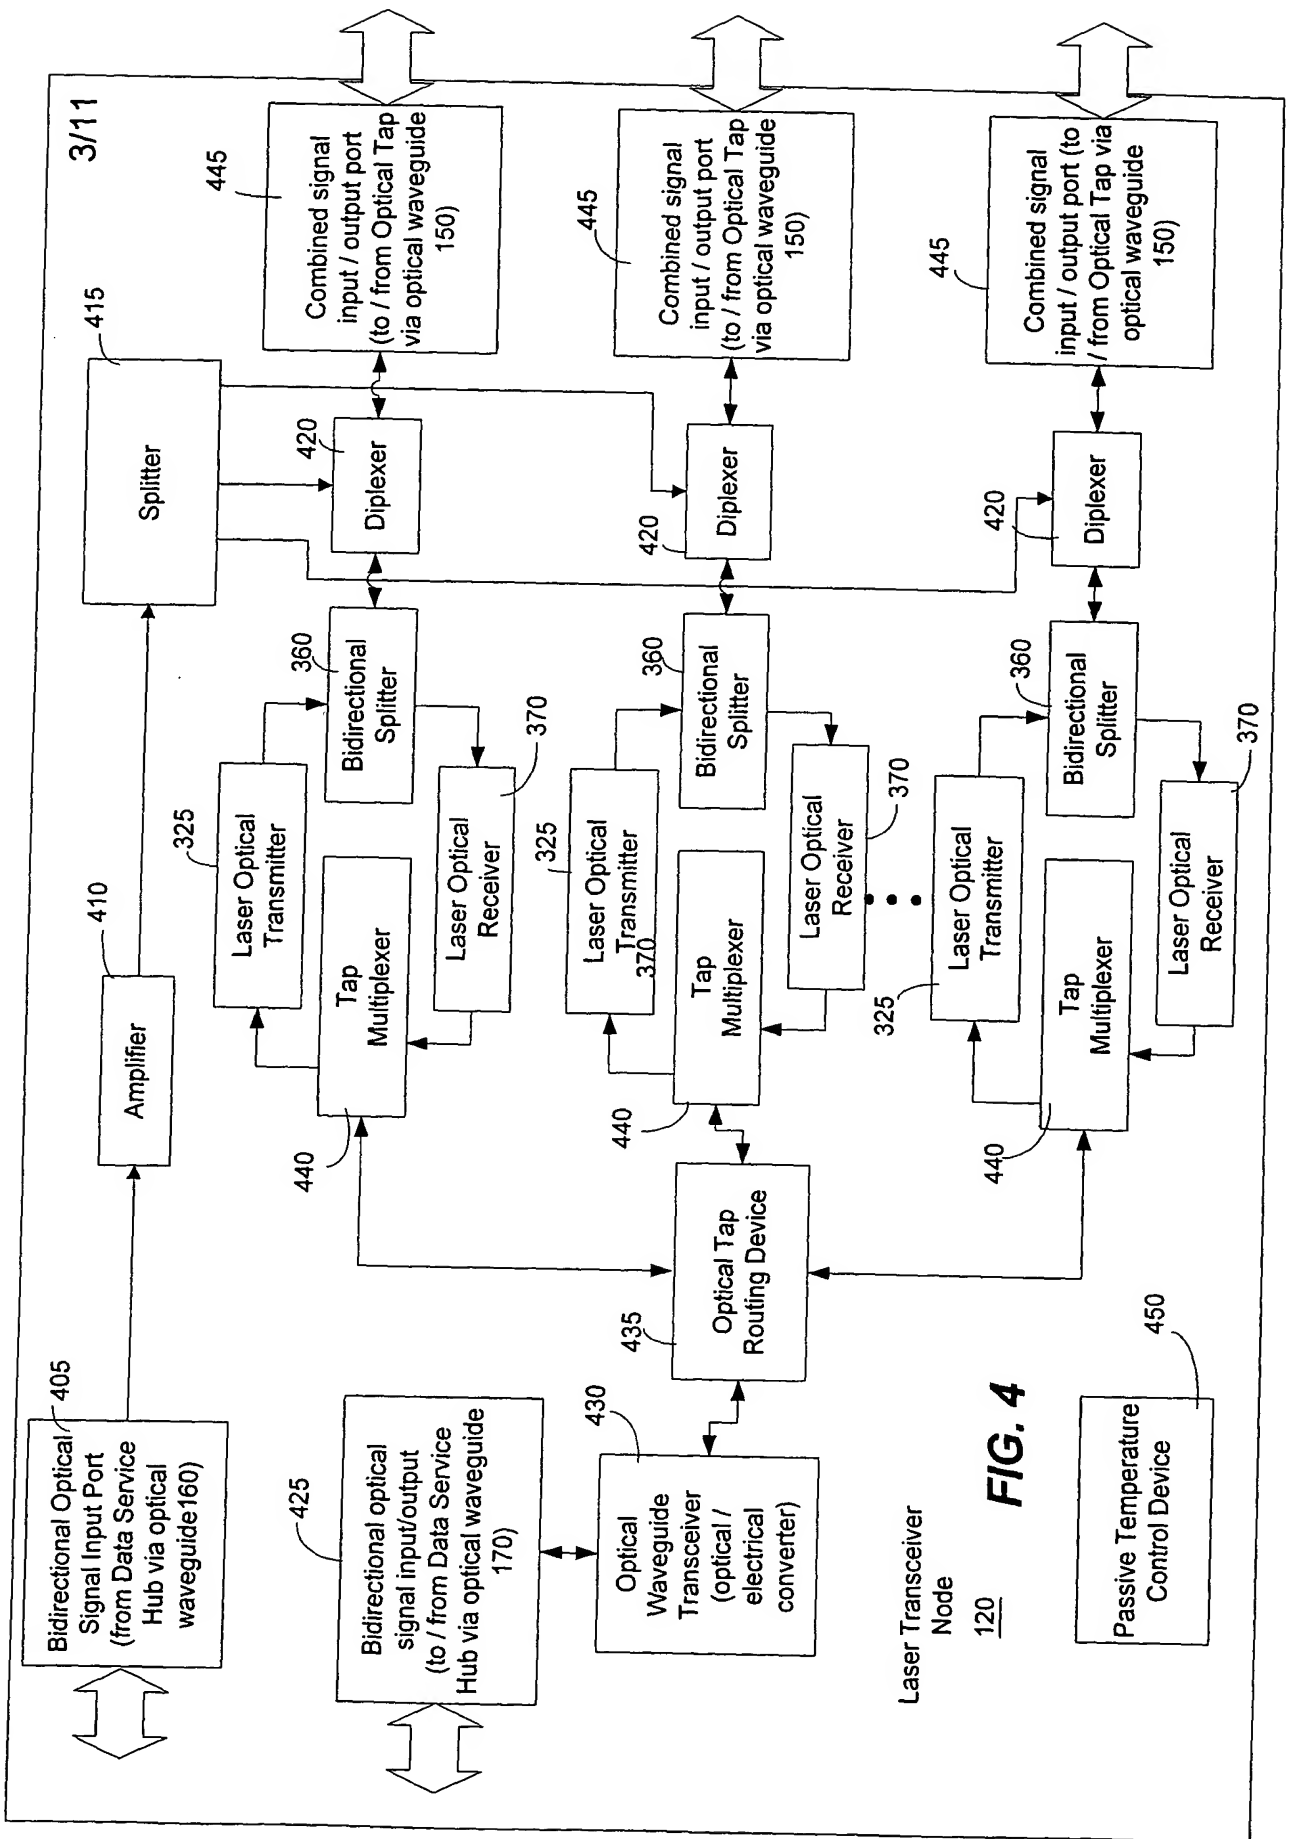 3/11
Bidirectional Optical
Signal Input Port
(from Data Service
Hub via optical
waveguide160)
405
Amplifier
410
Splitter
415
Bidirectional optical
signal input/output
(to / from Data Service
Hub via optical waveguide
170)
425
Optical
Waveguide
Transceiver
(optical /
electrical
converter)
430
Optical Tap
Routing Device
435
Tap
Multiplexer
440
Laser Optical
Transmitter
325
Laser Optical
Receiver
370
Bidirectional
Splitter
360
Diplexer
420
Combined signal
input / output port
(to / from Optical Tap
via optical waveguide
150)
445
Tap
Multiplexer
440
Laser Optical
Transmitter
370
325
Laser Optical
Receiver
370
Bidirectional
Splitter
360
Diplexer
420
Combined signal
input / output port
(to / from Optical Tap
via optical waveguide
150)
445
Tap
Multiplexer
440
Laser Optical
Transmitter
325
Laser Optical
Receiver
370
Bidirectional
Splitter
360
Diplexer
420
Combined signal
input / output port (to
/ from Optical Tap via
optical waveguide
150)
445
Laser Transceiver
Node
120
FIG. 4
Passive Temperature
Control Device
450